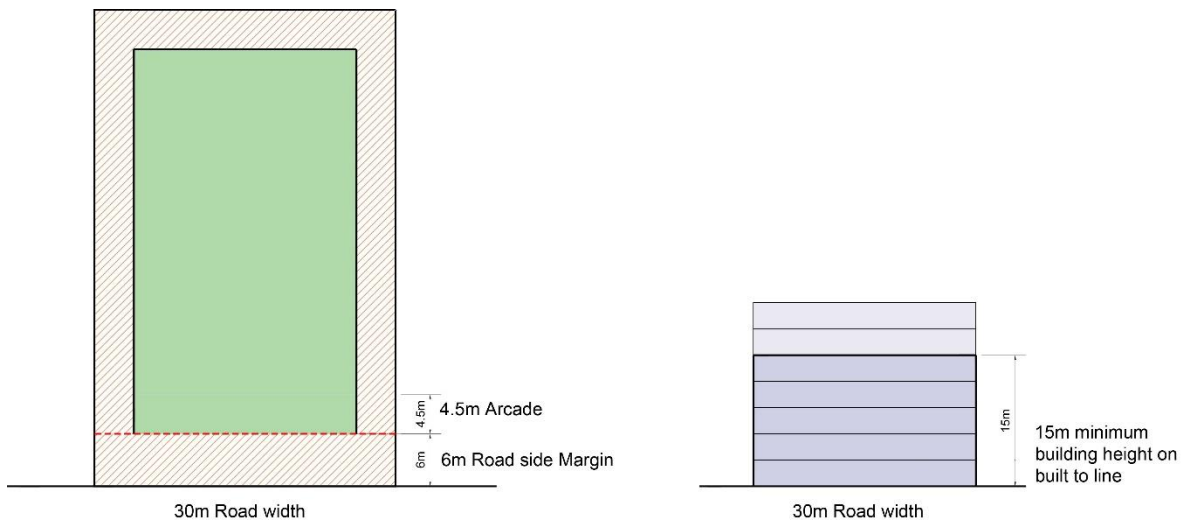 4.5m
4.5m Arcade
6m
6m Road side Margin
30m Road width
15m
15m minimum
building height on
built to line
30m Road width